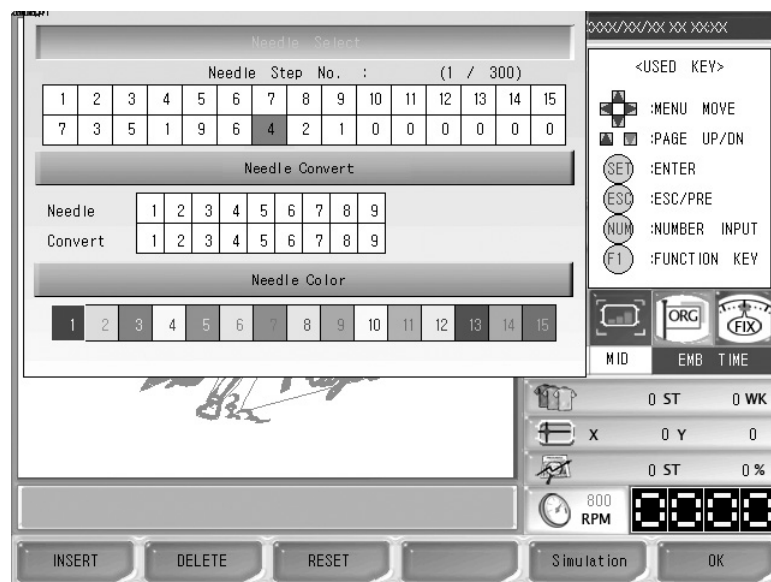 Needle Select
Needle Step No. : (1 / 300)
1 2 3 4 5 6 7 8 9 10 11 12 13 14 15
7 3 5 1 9 6 4 2 1 0 0 0 0 0 0
Needle Convert
Needle 1 2 3 4 5 6 7 8 9
Convert 1 2 3 4 5 6 7 8 9
Needle Color
1 2 3 4 5 6 7 8 9 10 11 12 13 14 15
<USED KEY>
:MENU MOVE
:PAGE UP/DN
SET :ENTER
ESC :ESC/PRE
NUM :NUMBER INPUT
F1 :FUNCTION KEY
ORG
FIX
MID EMB TIME
0 ST 0 WK
X 0 Y 0
0 ST 0 %
800
RPM
INSERT DELETE RESET Simulation OK